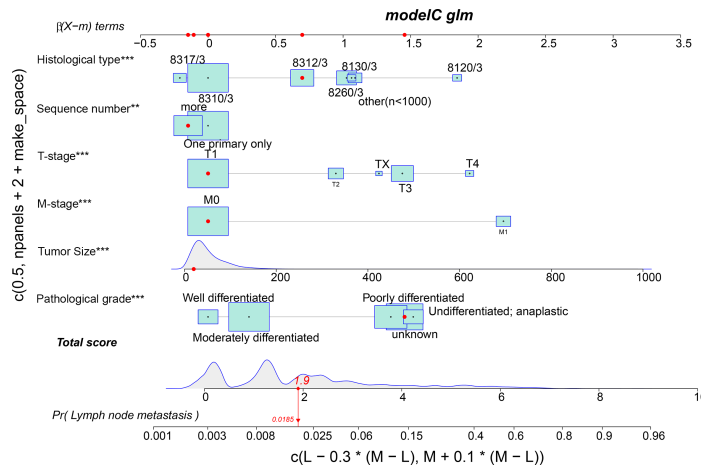 modelC glm
β(X−m) terms
−0.5 0 0.5 1 1.5 2 2.5 3 3.5
Histological type***
8317/3 8312/3 8130/3 8120/3
8310/3 8260/3 other(n<1000)
Sequence number**
more
One primary only
T-stage***
T1 TX T4
T2 T3
M-stage***
M0
M1
Tumor Size***
0 200 400 600 800 1000
Pathological grade***
Well differentiated Poorly differentiated
Undifferentiated; anaplastic
Moderately differentiated unknown
Total score
1.9
0 2 4 6 8 10
Pr( Lymph node metastasis )
0.0185
0.001 0.003 0.008 0.025 0.06 0.15 0.4 0.6 0.8 0.9 0.96
c(L − 0.3 * (M − L), M + 0.1 * (M − L))
c(0.5, npanels + 2 + make_space)